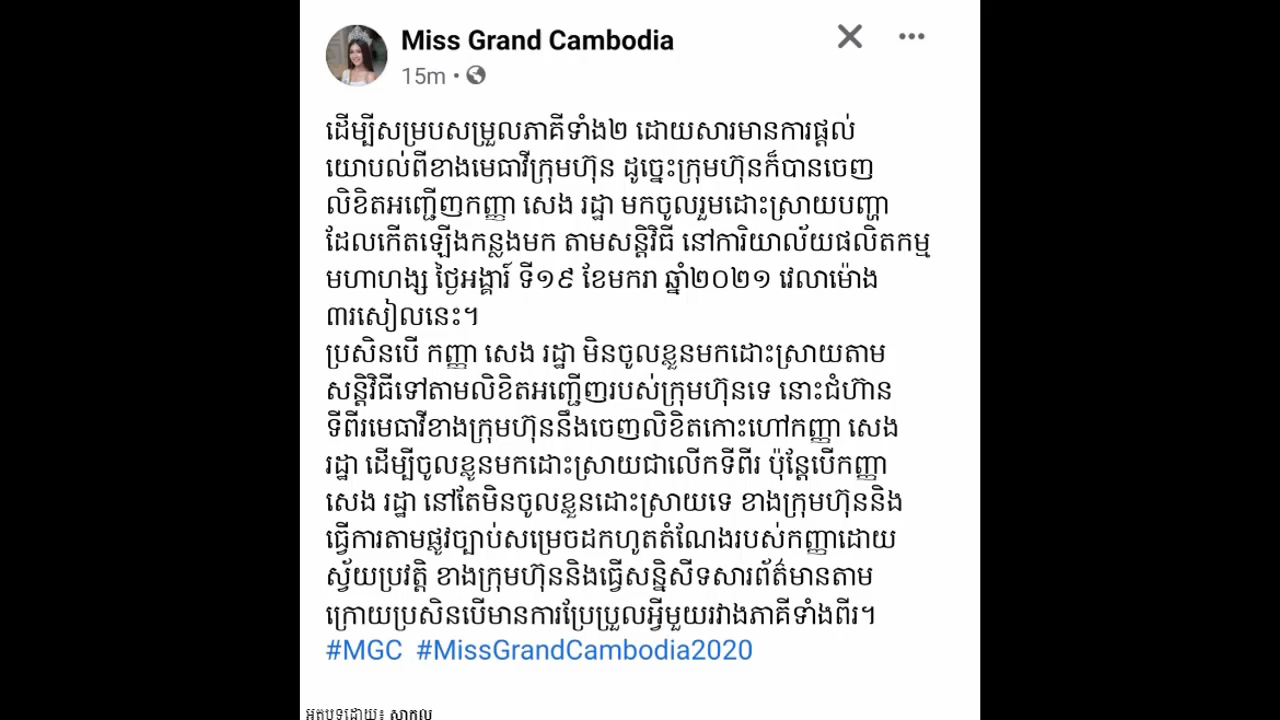 Miss Grand Cambodia
15m •
ដើម្បីសម្របសម្រួលភាគីទាំង២ ដោយសារមានការផ្តល់
យោបល់ពីខាងមេធាវីក្រុមហ៊ុន ដូច្នេះក្រុមហ៊ុនក៏បានចេញ
លិខិតអញ្ជើញកញ្ញា សេង រដ្ឋា មកចូលរួមដោះស្រាយបញ្ហា
ដែលកើតឡើងកន្លងមក តាមសន្តិវិធី នៅការិយាល័យផលិតកម្ម
មហាហង្ស ថ្ងៃអង្គារ៍ ទី១៩ ខែមករា ឆ្នាំ២០២១ វេលាម៉ោង
៣រសៀលនេះ។
ប្រសិនបើ កញ្ញា សេង រដ្ឋា មិនចូលខ្លួនមកដោះស្រាយតាម
សន្តិវិធីទៅតាមលិខិតអញ្ជើញរបស់ក្រុមហ៊ុនទេ នោះជំហ៊ាន
ទីពីរមេធាវីខាងក្រុមហ៊ុននឹងចេញលិខិតកោះហៅកញ្ញា សេង
រដ្ឋា ដើម្បីចូលខ្លួនមកដោះស្រាយជាលើកទីពីរ ប៉ុន្តែបើកញ្ញា
សេង រដ្ឋា នៅតែមិនចូលខ្លួនដោះស្រាយទេ ខាងក្រុមហ៊ុននិង
ធ្វើការតាមផ្លូវច្បាប់សម្រេចដកហូតតំណែងរបស់កញ្ញាដោយ
ស្វ័យប្រវត្តិ ខាងក្រុមហ៊ុននិងធ្វើសន្និសីទសារព័ត៌មានតាម
ក្រោយប្រសិនបើមានការប្រែប្រួលអ្វីមួយរវាងភាគីទាំងពីរ។
#MGC #MissGrandCambodia2020
អត្ថបទដោយ៖ សាកល